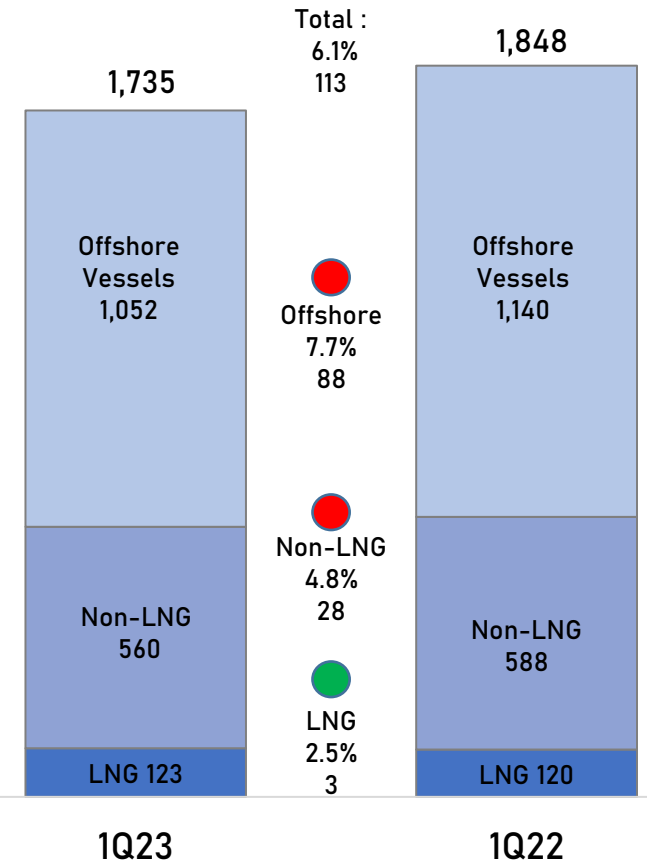 1,735
Offshore
Vessels
1,052
Non-LNG
560
LNG 123
1Q23
Total :
6.1%
113
Offshore
7.7%
88
Non-LNG
4.8%
28
LNG
2.5%
3
1,848
Offshore
Vessels
1,140
Non-LNG
588
LNG 120
1Q22